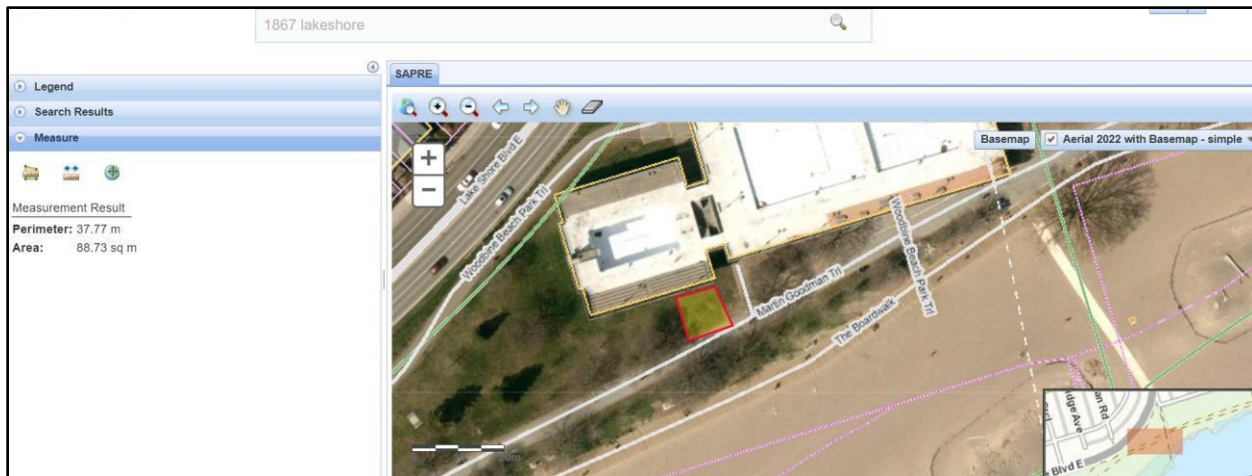 1867 lakeshore
Legend
Search Results
Measure
Measurement Result
Perimeter: 37.77 m
Area: 88.73 sq m
SAPRE
Basemap
Aerial 2022 with Basemap - simple
+
−
Lake Shore Blvd E
Woodbine Beach Park Trl
Woodbine Beach Park Trl
Martin Goodman Trl
The Boardwalk
Blvd E